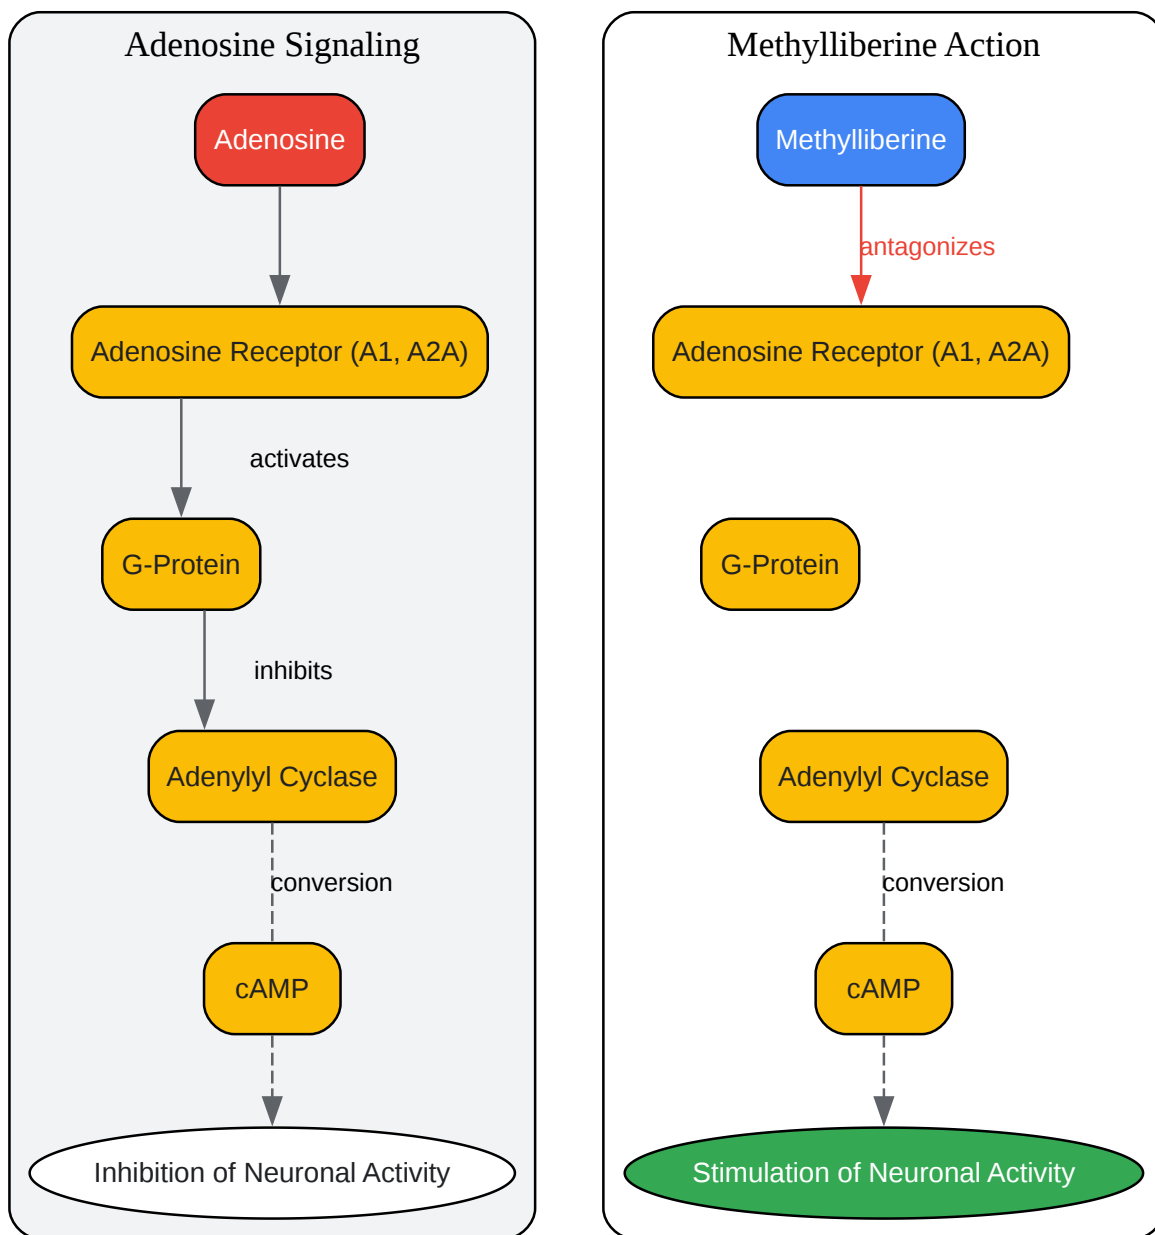 Adenosine Signaling
Adenosine
Adenosine Receptor (A1, A2A)
activates
G-Protein
inhibits
Adenylyl Cyclase
conversion
cAMP
Inhibition of Neuronal Activity
Methylliberine Action
Methylliberine
antagonizes
Adenosine Receptor (A1, A2A)
G-Protein
Adenylyl Cyclase
conversion
cAMP
Stimulation of Neuronal Activity